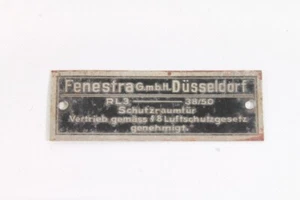 Fenestra G.m.b.H. Düsseldorf
RL3 38/50
Schutzraumtür
Vertrieb gemäss § 8 Luftschutzgesetz
genehmigt.